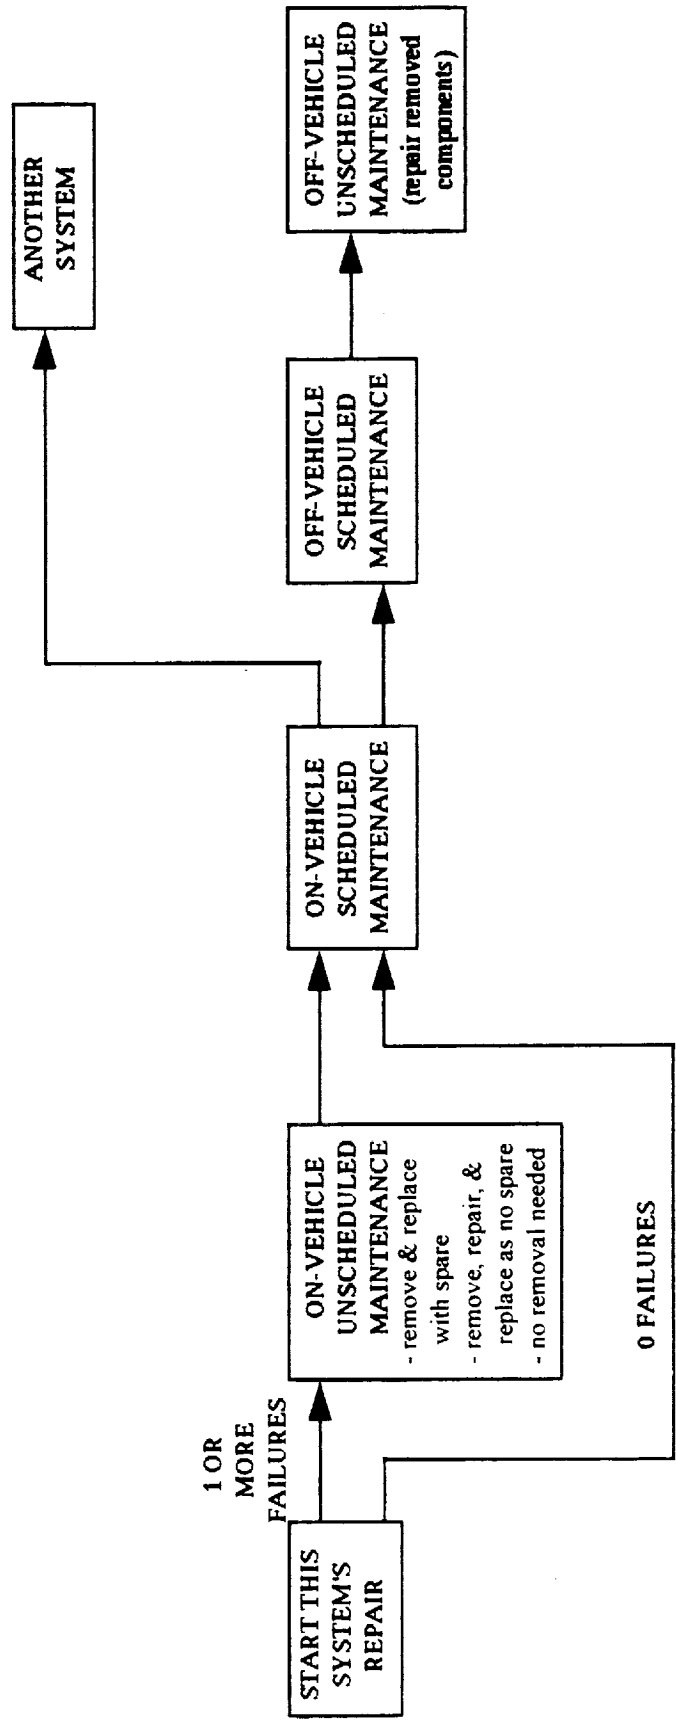 START THIS
SYSTEM'S
REPAIR
1 OR
MORE
FAILURES
0 FAILURES
ON-VEHICLE
UNSCHEDULED
MAINTENANCE
- remove & replace
with spare
- remove, repair, &
replace as no spare
- no removal needed
ON-VEHICLE
SCHEDULED
MAINTENANCE
ANOTHER
SYSTEM
OFF-VEHICLE
SCHEDULED
MAINTENANCE
OFF-VEHICLE
UNSCHEDULED
MAINTENANCE
(repair removed
components)